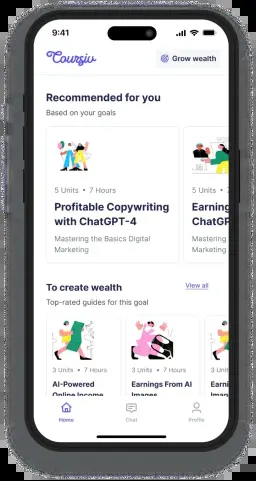 9:41
Coursiv
Grow wealth
Recommended for you
Based on your goals
5 Units • 7 Hours
Profitable Copywriting
with ChatGPT-4
Mastering the Basics Digital
Marketing
5 Units •
Earning
ChatGP
Mastering
Marketing
To create wealth
View all
Top-rated guides for this goal
3 Units • 7 Hours
AI-Powered
Online Income
3 Units • 7 Hours
Earnings From AI
Images
3 Units
Earni
Imag
Home
Chat
Profile